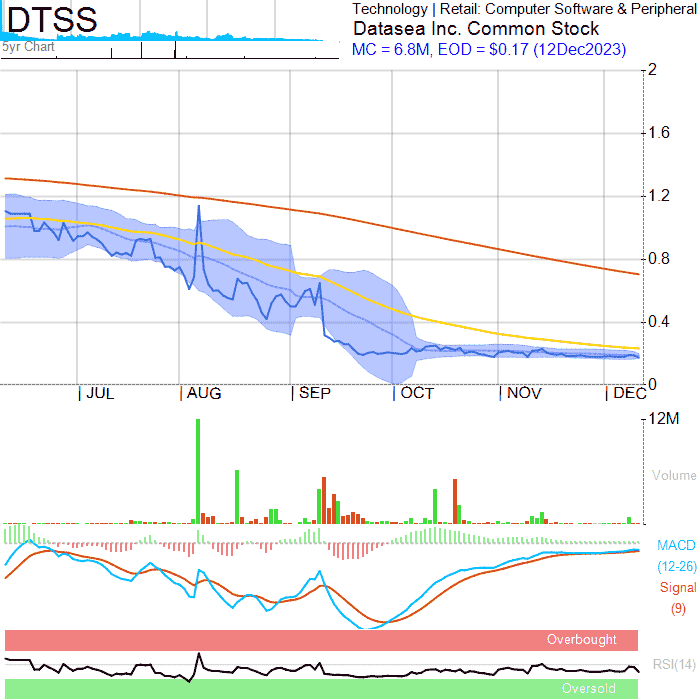 DTSS
5yr Chart
Technology | Retail: Computer Software & Peripheral
Datasea Inc. Common Stock
MC = 6.8M, EOD = $0.17 (12Dec2023)
2
1.6
1.2
0.8
0.4
0
JUL AUG SEP OCT NOV DEC
12M
Volume
MACD
(12-26)
Signal
(9)
Overbought
RSI(14)
Oversold